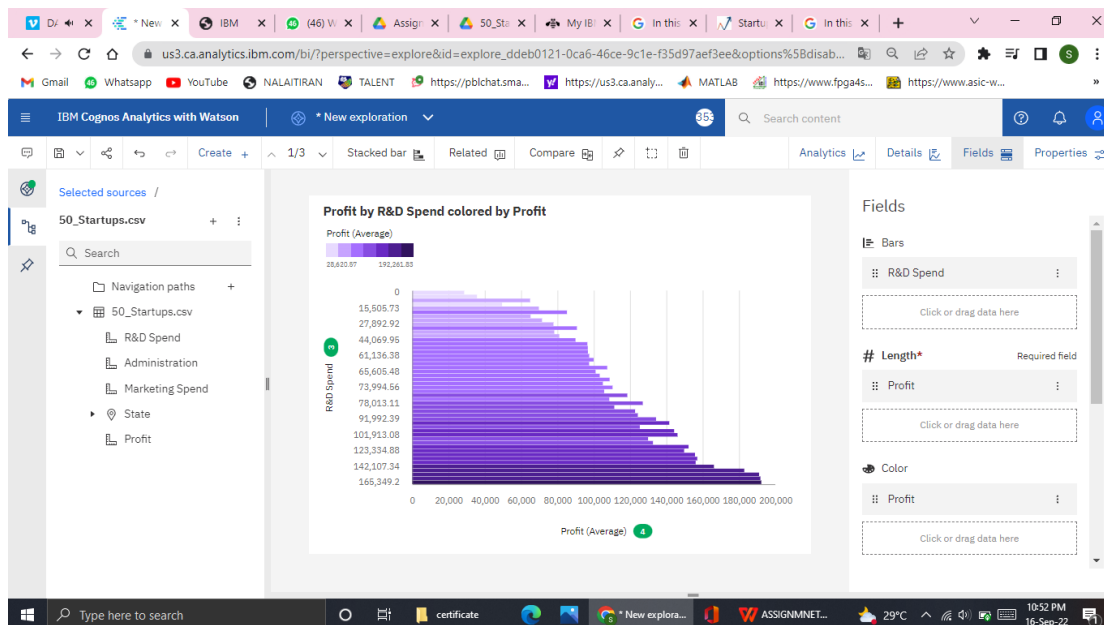 DA
* New
IBM
(46) W
Assign
50_Sta
My IB
In this
Startu
In this
us3.ca.analytics.ibm.com/bi/?perspective=explore&id=explore_ddeb0121-0ca6-46ce-9c1e-f35d97aef3ee&options%5Bdisab...
S
Gmail
Whatsapp
YouTube
NALAITIRAN
TALENT
https://pblchat.sma...
https://us3.ca.analy...
MATLAB
https://www.fpga4s...
https://www.asic-w...
»
IBM Cognos Analytics with Watson
* New exploration
353
Search content
1/3
Create +
Stacked bar
Related
Compare
Analytics
Details
Fields
Properties
Selected sources /
50_Startups.csv
Search
Navigation paths +
50_Startups.csv
R&D Spend
Administration
Marketing Spend
State
Profit
Profit by R&D Spend colored by Profit
Profit (Average)
28,620.57 192,261.83
R&D Spend
3
0
15,505.73
27,892.92
44,069.95
61,136.38
65,605.48
73,994.56
78,013.11
91,992.39
101,913.08
123,334.88
142,107.34
165,349.2
0 20,000 40,000 60,000 80,000 100,000 120,000 140,000 160,000 180,000 200,000
Profit (Average) 4
Fields
Bars
R&D Spend
Click or drag data here
# Length* Required field
Profit
Click or drag data here
Color
Profit
Click or drag data here
Type here to search
certificate
* New explora...
ASSIGNMNET...
29°C
10:52 PM
16-Sep-22
1